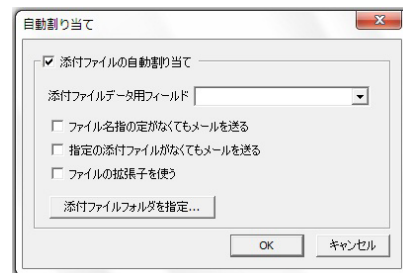 自動割り当て
添付ファイルの自動割り当て
添付ファイルデータ用フィールド
ファイル名指の定がなくてもメールを送る
指定の添付ファイルがなくてもメールを送る
ファイルの拡張子を使う
添付ファイルフォルダを指定...
OK
キャンセル